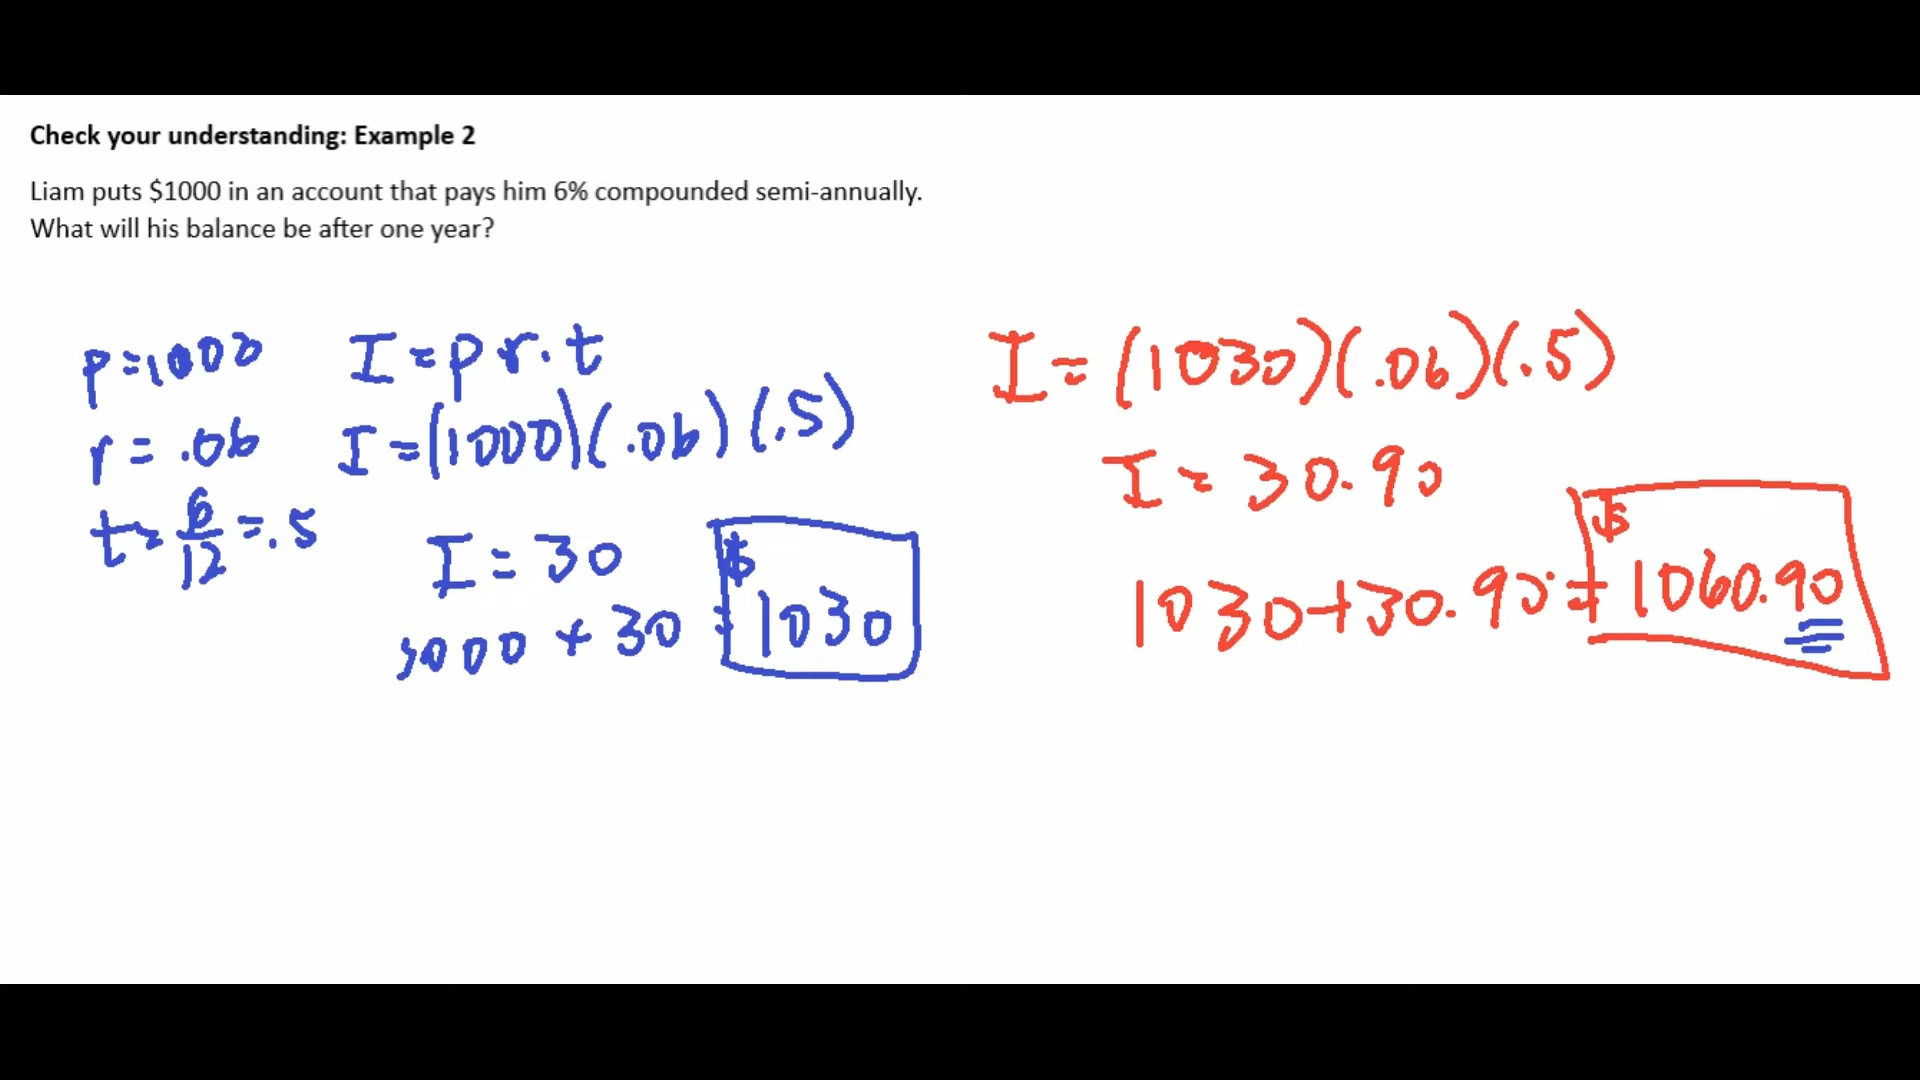 Check your understanding: Example 2
Liam puts $1000 in an account that pays him 6% compounded semi-annually.
What will his balance be after one year?
p=1000
r = .06
t= 6/12 = .5
I = p r. t
I =(1000)(.06)(.5)
I = 30
1000 + 30 = $1030
I= (1030)(.06)(.5)
I = 30.90
1030+30.90 = $1060.90